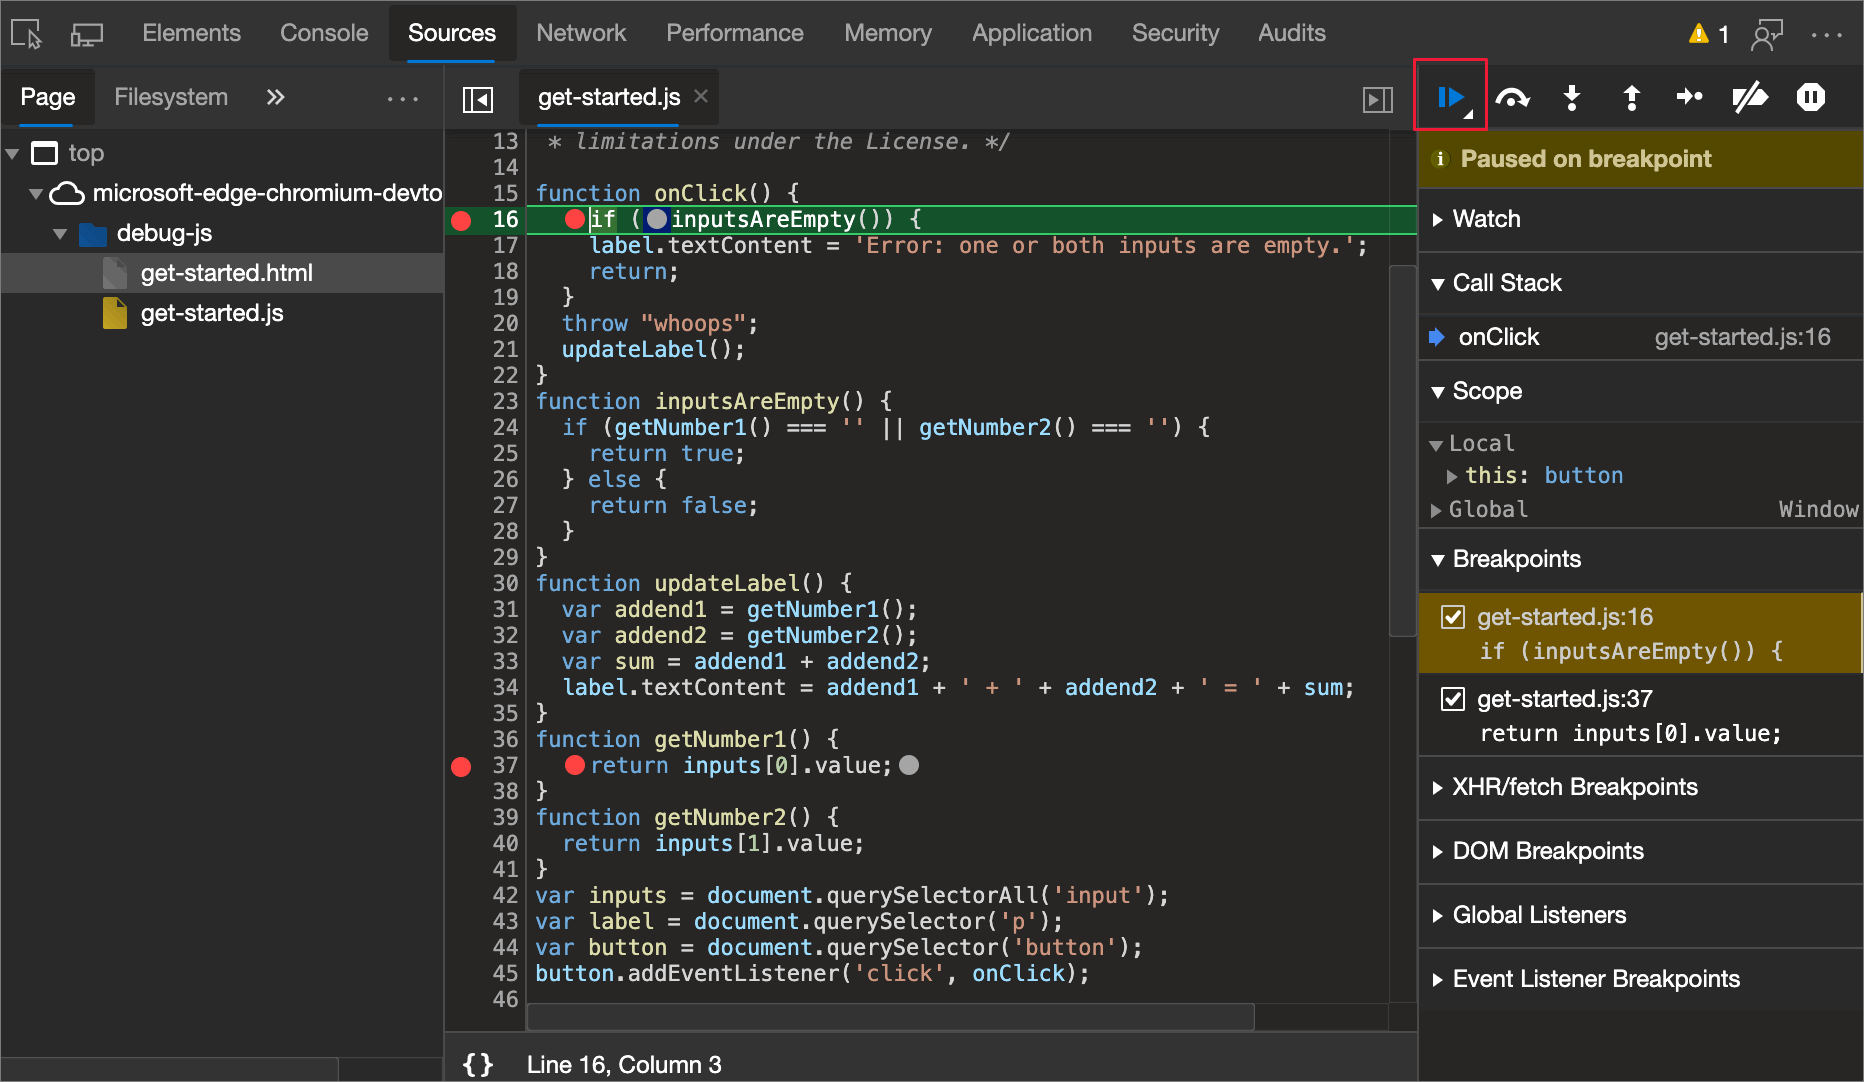 Elements Console Sources Network Performance Memory Application Security Audits 1
Page Filesystem
top
microsoft-edge-chromium-devto
debug-js
get-started.html
get-started.js
get-started.js
13 * limitations under the License. */
14
15 function onClick() {
16 if (inputsAreEmpty()) {
17 label.textContent = 'Error: one or both inputs are empty.';
18 return;
19 }
20 throw "whoops";
21 updateLabel();
22 }
23 function inputsAreEmpty() {
24 if (getNumber1() === '' || getNumber2() === '') {
25 return true;
26 } else {
27 return false;
28 }
29 }
30 function updateLabel() {
31 var addend1 = getNumber1();
32 var addend2 = getNumber2();
33 var sum = addend1 + addend2;
34 label.textContent = addend1 + ' + ' + addend2 + ' = ' + sum;
35 }
36 function getNumber1() {
37 return inputs[0].value;
38 }
39 function getNumber2() {
40 return inputs[1].value;
41 }
42 var inputs = document.querySelectorAll('input');
43 var label = document.querySelector('p');
44 var button = document.querySelector('button');
45 button.addEventListener('click', onClick);
46
{} Line 16, Column 3
Paused on breakpoint
Watch
Call Stack
onClick get-started.js:16
Scope
Local
this: button
Global Window
Breakpoints
get-started.js:16
if (inputsAreEmpty()) {
get-started.js:37
return inputs[0].value;
XHR/fetch Breakpoints
DOM Breakpoints
Global Listeners
Event Listener Breakpoints